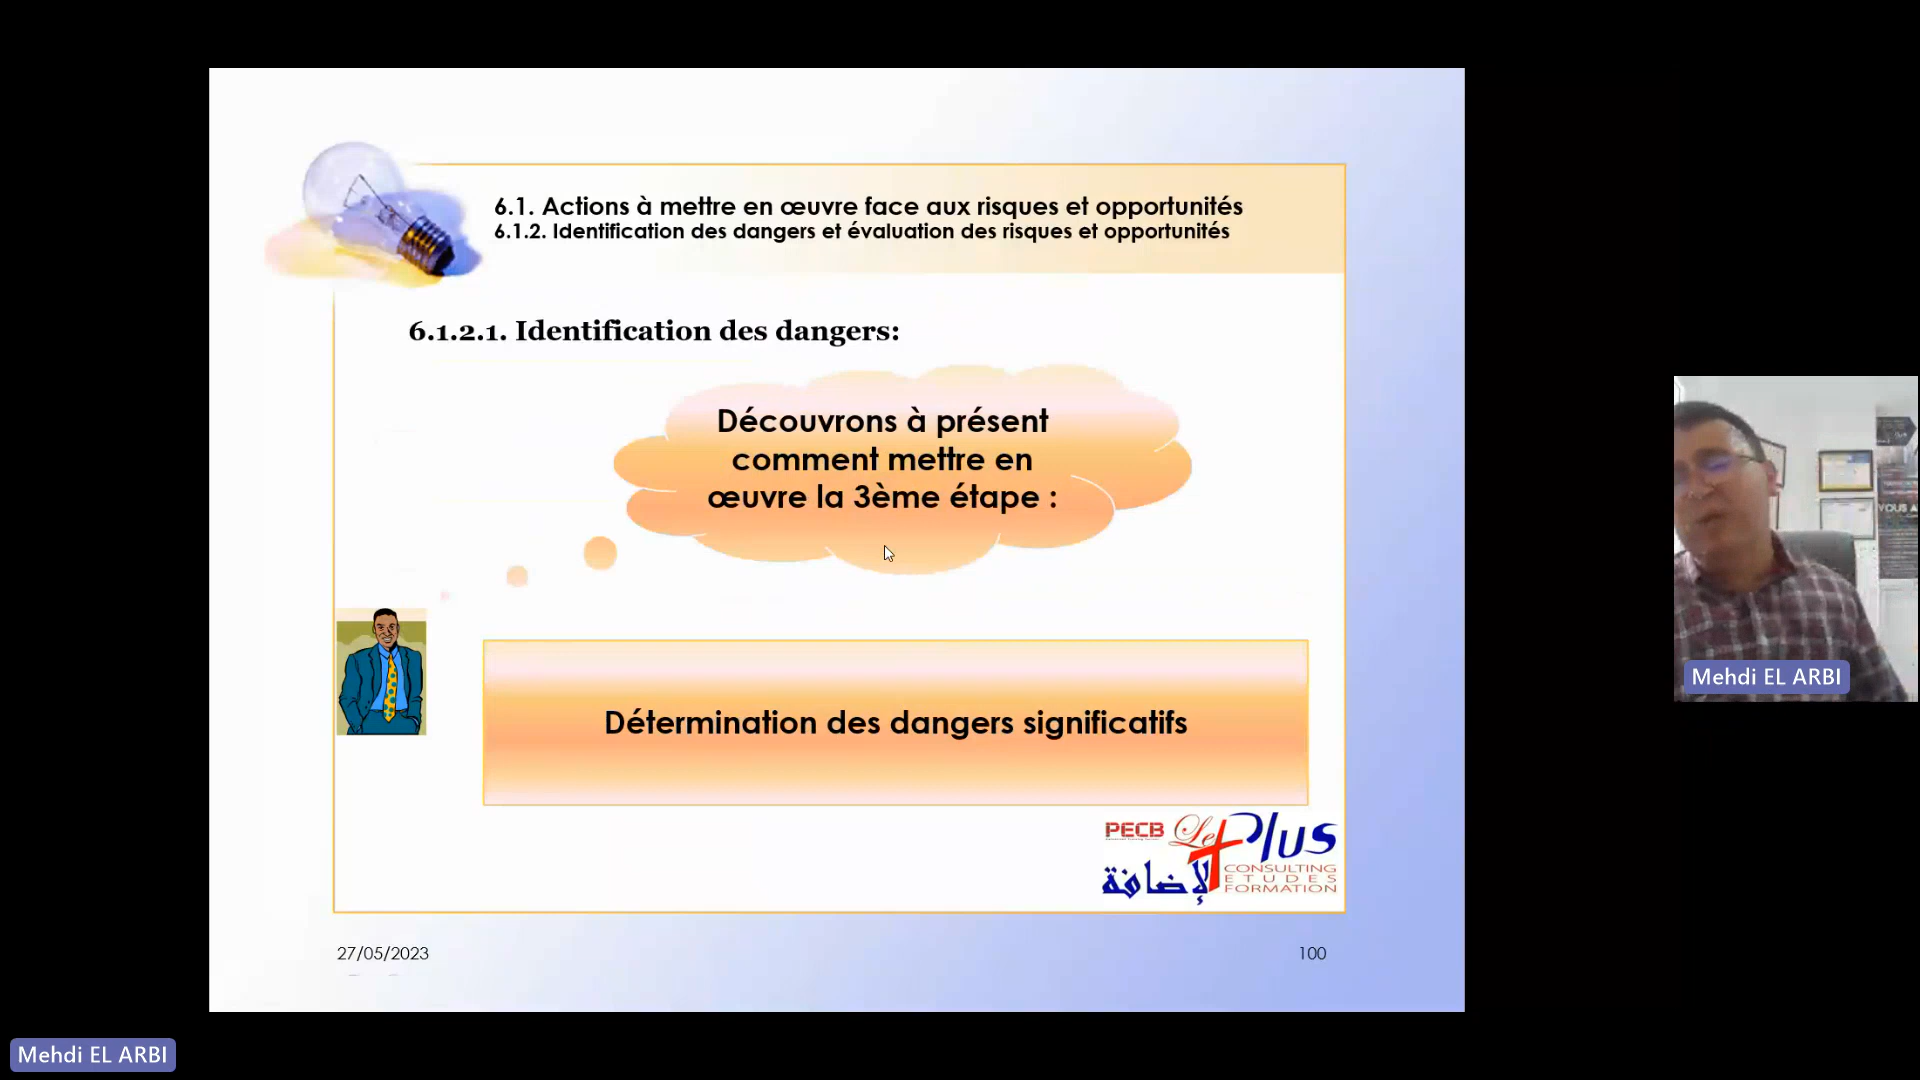 6.1. Actions à mettre en œuvre face aux risques et opportunités
6.1.2. Identification des dangers et évaluation des risques et opportunités
6.1.2.1. Identification des dangers:
Découvrons à présent
comment mettre en
œuvre la 3ème étape :
Détermination des dangers significatifs
PECB
Le Plus
الإضافة
CONSULTING
ETUDES
FORMATION
27/05/2023
100
VOUS A
Mehdi EL ARBI
Mehdi EL ARBI